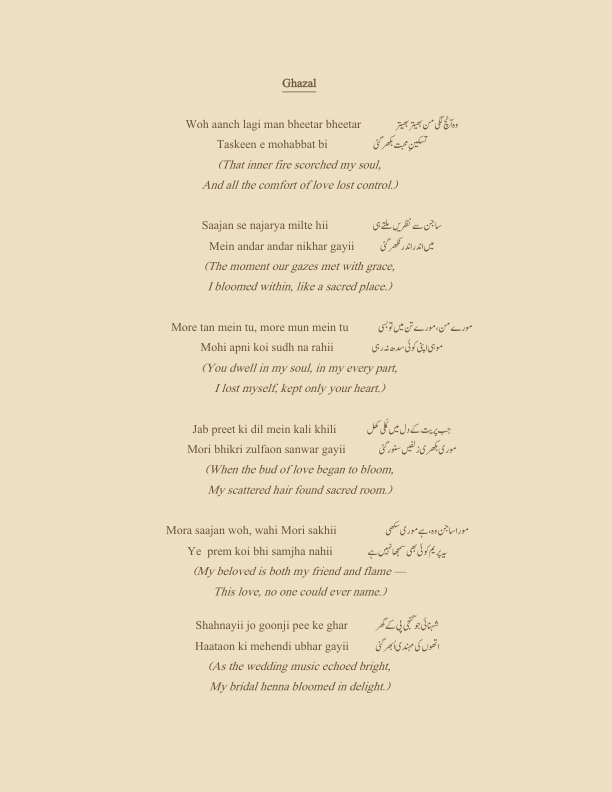 Ghazal
Woh aanch lagi man bheetar bheetar وہ آنچ لگی من بھیتر بھیتر
Taskeen e mohabbat bi تسکینِ محبت بکھر گئی
(That inner fire scorched my soul,
And all the comfort of love lost control.)
Saajan se najarya milte hii ساجن سے نظریں ملتے ہی
Mein andar andar nikhar gayii میں اندر اندر نکھر گئی
(The moment our gazes met with grace,
I bloomed within, like a sacred place.)
More tan mein tu, more mun mein tu مورے من، مورے تن میں تو بسی
Mohi apni koi sudh na rahii موہی اپنی کوئی سدھ نہ رہی
(You dwell in my soul, in my every part,
I lost myself, kept only your heart.)
Jab preet ki dil mein kali khili جب پریت کے دل میں کلی کھل
Mori bhikri zulfaon sanwar gayii موری بکھری زلفیں سنور گئی
(When the bud of love began to bloom,
My scattered hair found sacred room.)
Mora saajan woh, wahi Mori sakhii مورا ساجن وہ، ہے موری سکھی
Ye prem koi bhi samjha nahii یہ پریم کوئی بھی سمجھا نہیں ہے
(My beloved is both my friend and flame —
This love, no one could ever name.)
Shahnayii jo goonji pee ke ghar شہنائی جو گنجی پی کے گھر
Haataon ki mehendi ubhar gayii اتھوں کی مہندی اُبھر گئی
(As the wedding music echoed bright,
My bridal henna bloomed in delight.)